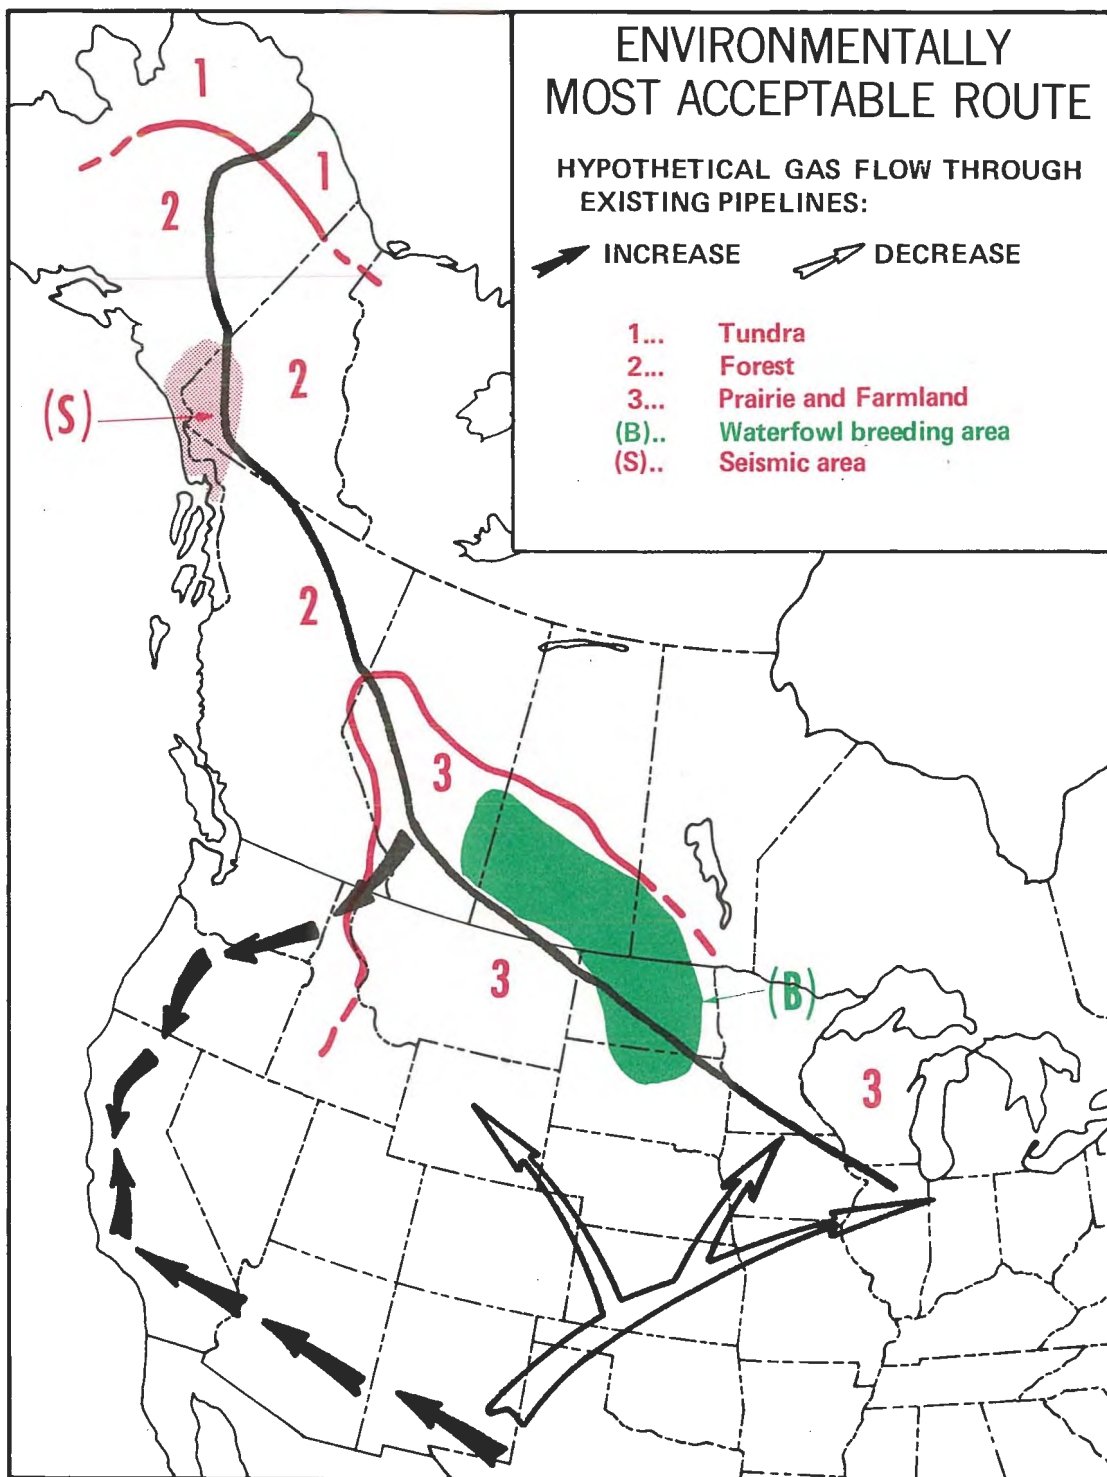 ENVIRONMENTALLY
MOST ACCEPTABLE ROUTE
HYPOTHETICAL GAS FLOW THROUGH
EXISTING PIPELINES:
INCREASE DECREASE
1... Tundra
2... Forest
3... Prairie and Farmland
(B).. Waterfowl breeding area
(S).. Seismic area
1
1
2
2
(S)
2
3
3
(B)
3